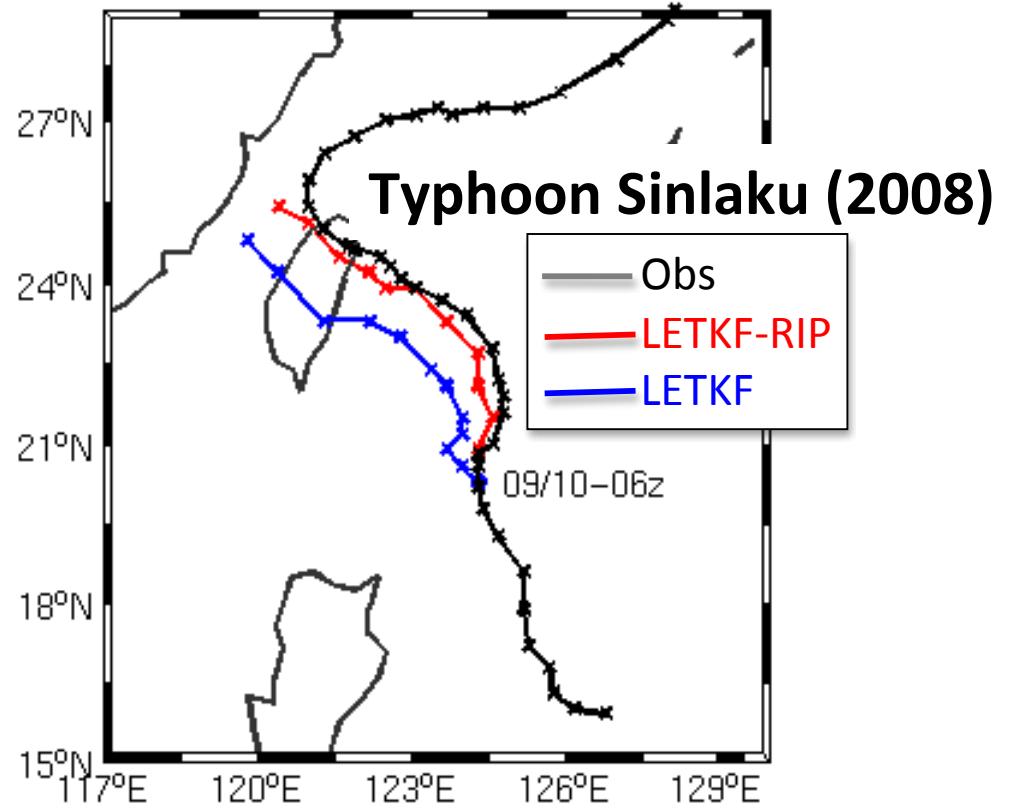 27°N
Typhoon Sinlaku (2008)
Obs
24°N
LETKF-RIP
LETKF
21°N
09/10-06z
18°N
15°N
117°E 120°E 123°E 126°E 129°E